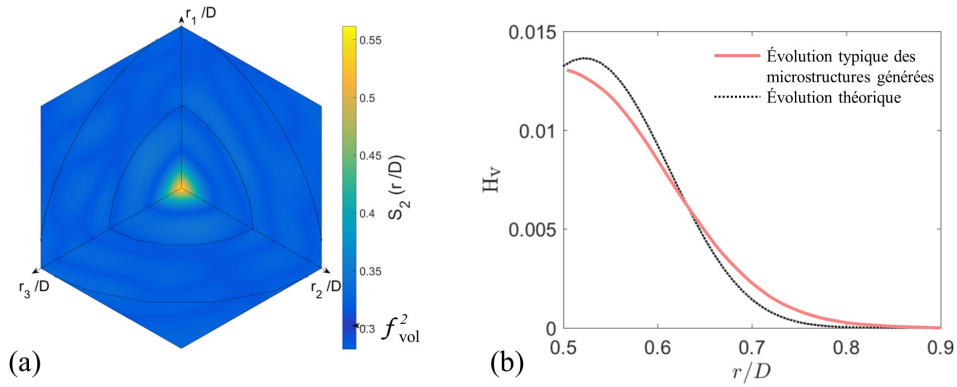 r₁/D
r₃/D
r₂/D
0.55
0.5
0.45
0.4
0.35
0.3
S₂ (r/D)
f²vol
(a)
0.015
0.01
0.005
0
Hv
0.5
0.6
0.7
0.8
0.9
r/D
Évolution typique des
microstructures générées
Évolution théorique
(b)